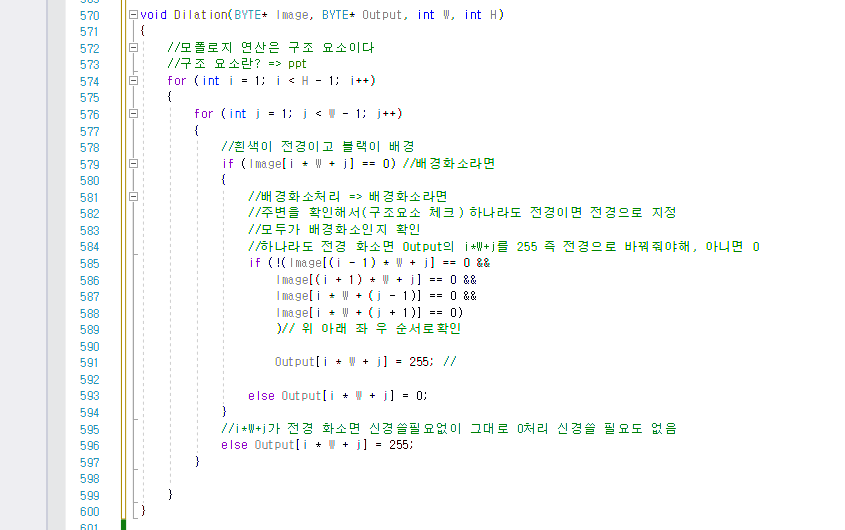 570 void Dilation(BYTE* Image, BYTE* Output, int W, int H)
571 {
572 //모폴로지 연산은 구조 요소이다
573 //구조 요소란? => ppt
574 for (int i = 1; i < H - 1; i++)
575 {
576 for (int j = 1; j < W - 1; j++)
577 {
578 //흰색이 전경이고 블랙이 배경
579 if (Image[i * W + j] == 0) //배경화소라면
580 {
581 //배경화소처리 => 배경화소라면
582 //주변을 확인해서(구조요소 체크) 하나라도 전경이면 전경으로 지정
583 //모두가 배경화소인지 확인
584 //하나라도 전경 화소면 Output의 i*W+j를 255 즉 전경으로 바꿔줘야해, 아니면 0
585 if (!(Image[(i - 1) * W + j] == 0 &&
586 Image[(i + 1) * W + j] == 0 &&
587 Image[i * W + (j - 1)] == 0 &&
588 Image[i * W + (j + 1)] == 0)
589 )// 위 아래 좌 우 순서로확인
590
591 Output[i * W + j] = 255; //
592
593 else Output[i * W + j] = 0;
594 }
595 //i*W+j가 전경 화소면 신경쓸필요없이 그대로 0처리 신경쓸 필요도 없음
596 else Output[i * W + j] = 255;
597 }
598
599 }
600 }